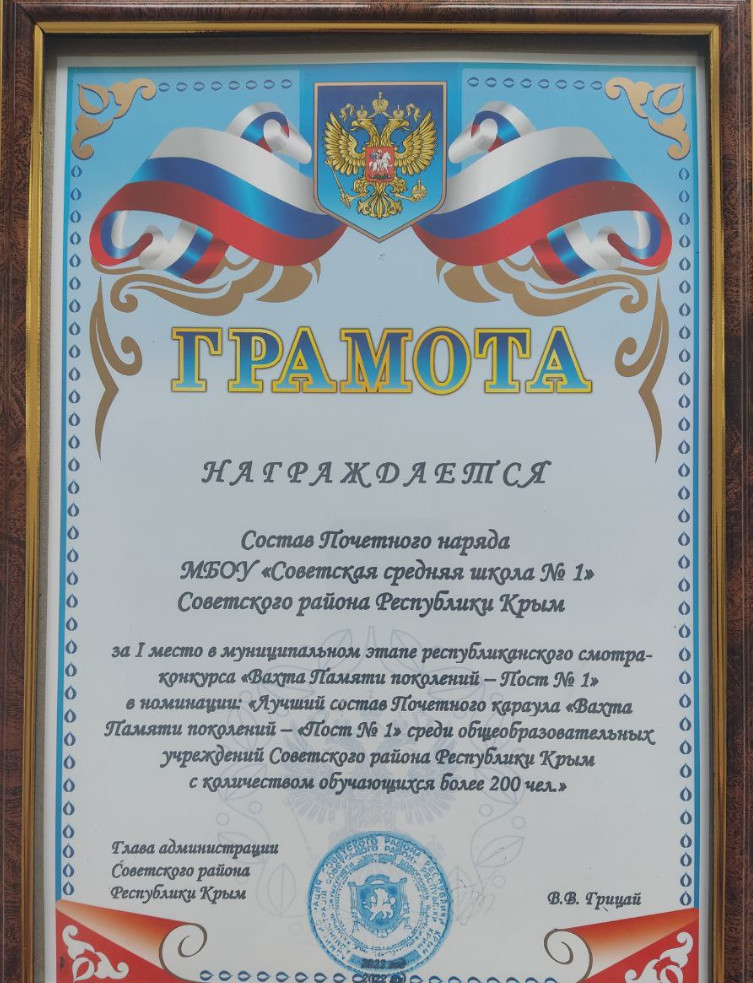 ГРАМОТА
НАГРАЖДАЕТСЯ
Состав Почетного наряда
МБОУ «Советская средняя школа № 1»
Советского района Республики Крым
за I место в муниципальном этапе республиканского смотра-
конкурса «Вахта Памяти поколений – Пост № 1»
в номинации: «Лучший состав Почетного караула «Вахта
Памяти поколений – «Пост № 1» среди общеобразовательных
учреждений Советского района Республики Крым
с количеством обучающихся более 200 чел.»
Глава администрации
Советского района
Республики Крым
В.В. Грицай
2022 год